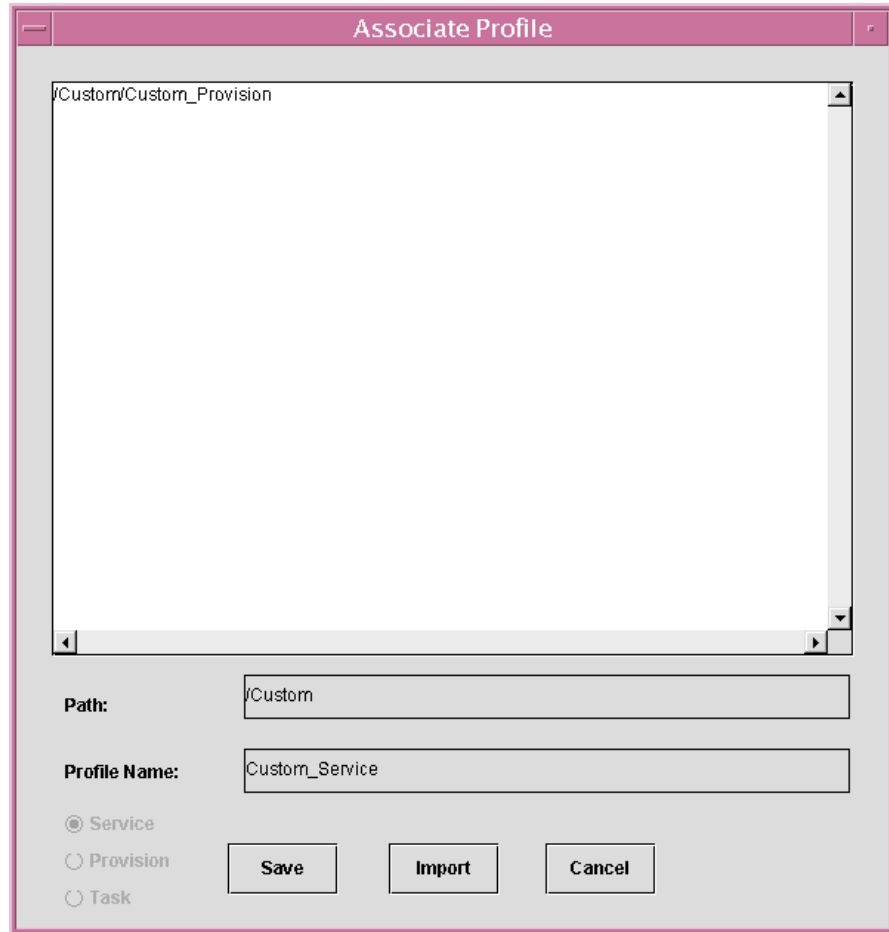 Associate Profile
/Custom/Custom_Provision
Path:
/Custom
Profile Name:
Custom_Service
Service
Provision
Task
Save
Import
Cancel